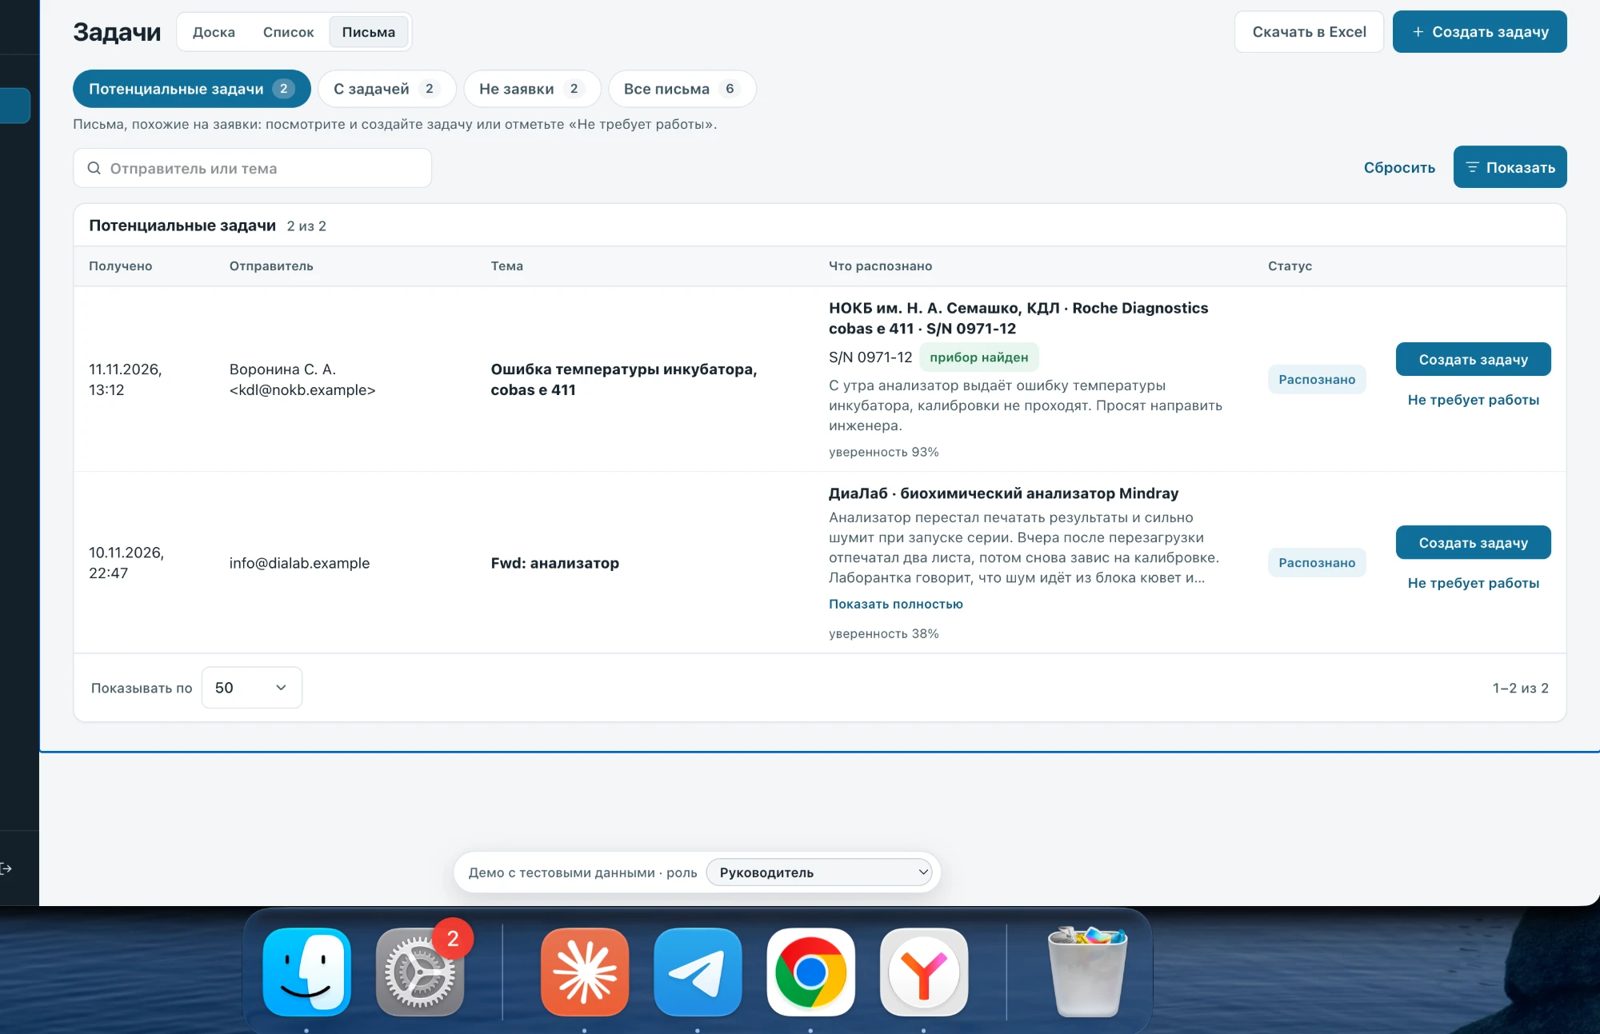 Задачи
Доска
Список
Письма
Скачать в Excel
+ Создать задачу
Потенциальные задачи 2
С задачей 2
Не заявки 2
Все письма 6
Письма, похожие на заявки: посмотрите и создайте задачу или отметьте «Не требует работы».
Отправитель или тема
Сбросить
Показать
Потенциальные задачи 2 из 2
Получено
Отправитель
Тема
Что распознано
Статус
11.11.2026,
13:12
Воронина С. А.
<kdl@nokb.example>
Ошибка температуры инкубатора,
cobas e 411
НОКБ им. Н. А. Семашко, КДЛ · Roche Diagnostics
cobas e 411 · S/N 0971-12
S/N 0971-12 прибор найден
С утра анализатор выдаёт ошибку температуры
инкубатора, калибровки не проходят. Просят направить
инженера.
уверенность 93%
Распознано
Создать задачу
Не требует работы
10.11.2026,
22:47
info@dialab.example
Fwd: анализатор
ДиаЛаб · биохимический анализатор Mindray
Анализатор перестал печатать результаты и сильно
шумит при запуске серии. Вчера после перезагрузки
отпечатал два листа, потом снова завис на калибровке.
Лаборантка говорит, что шум идёт из блока кювет и...
Показать полностью
уверенность 38%
Распознано
Создать задачу
Не требует работы
Показывать по 50
1–2 из 2
Демо с тестовыми данными · роль Руководитель
2